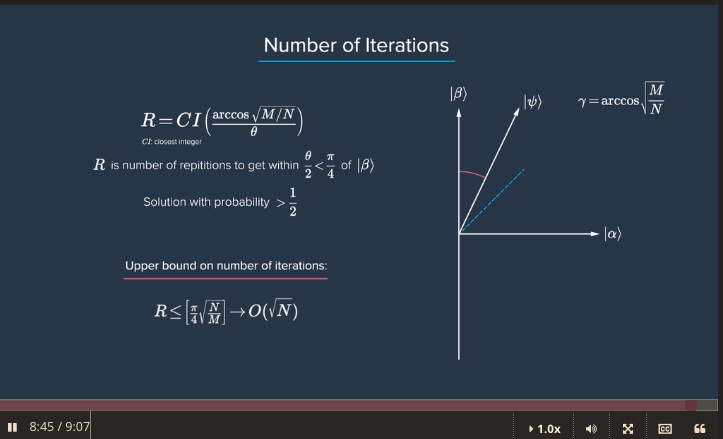 Number of Iterations
R=CI(arccos √(M/N) / θ)
CI: closest integer
R is number of repititions to get within θ/2 < π/4 of |β⟩
Solution with probability > 1/2
Upper bound on number of iterations:
R ≤ [π/4 √(N/M)] → O(√N)
|β⟩
|ψ⟩
γ = arccos √(M/N)
|α⟩
8:45 / 9:07
1.0x
CC